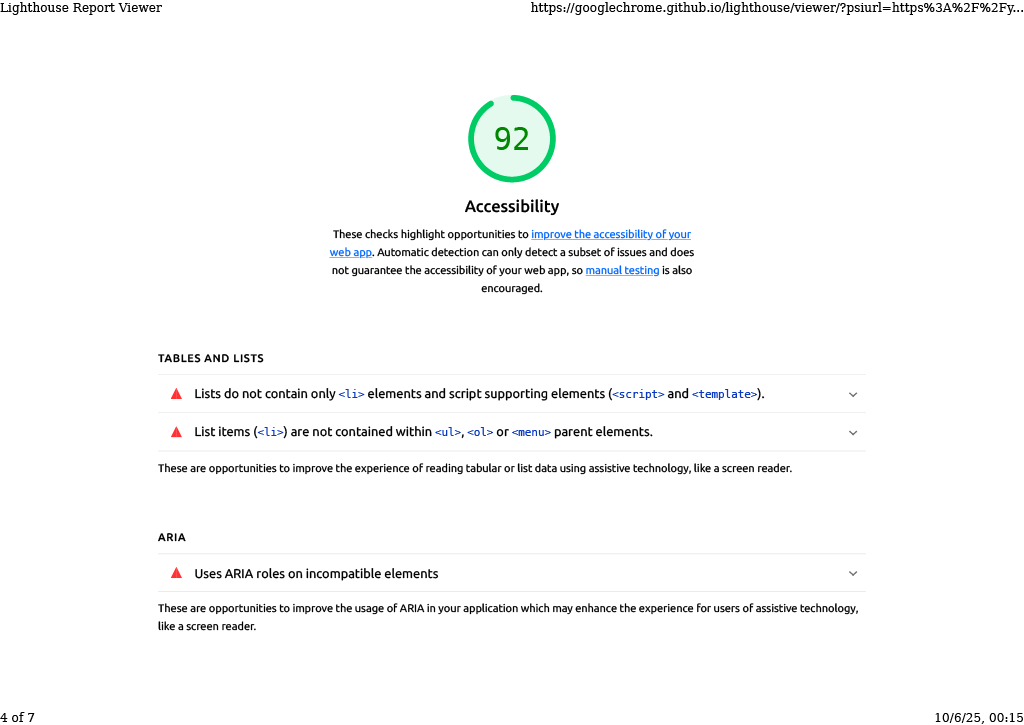 Lighthouse Report Viewer
https://googlechrome.github.io/lighthouse/viewer/?psiurl=https%3A%2F%2Fy...
92
Accessibility
These checks highlight opportunities to improve the accessibility of your
web app. Automatic detection can only detect a subset of issues and does
not guarantee the accessibility of your web app, so manual testing is also
encouraged.
TABLES AND LISTS
Lists do not contain only <li> elements and script supporting elements (<script> and <template>).
List items (<li>) are not contained within <ul>, <ol> or <menu> parent elements.
These are opportunities to improve the experience of reading tabular or list data using assistive technology, like a screen reader.
ARIA
Uses ARIA roles on incompatible elements
These are opportunities to improve the usage of ARIA in your application which may enhance the experience for users of assistive technology,
like a screen reader.
4 of 7
10/6/25, 00:15